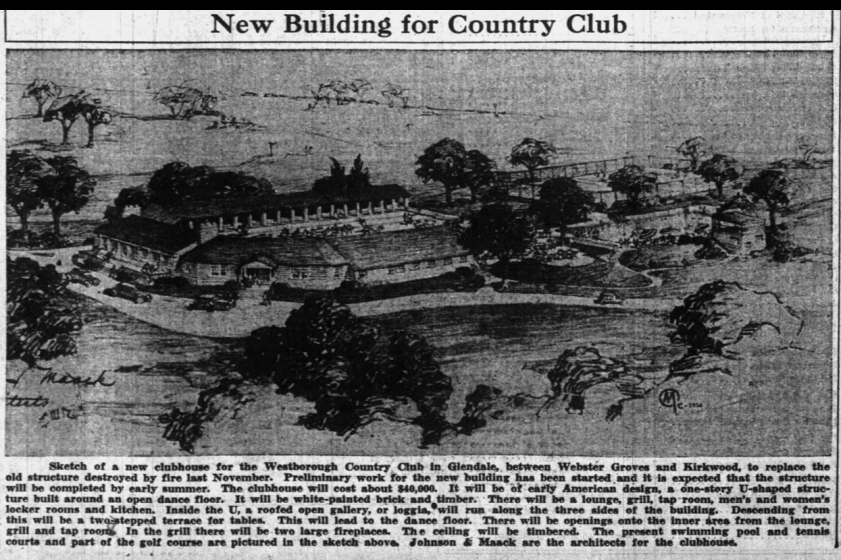 New Building for Country Club
Maack
Sketch of a new clubhouse for the Westborough Country Club in Glendale, between Webster Groves and Kirkwood, to replace the
old structure destroyed by fire last November. Preliminary work for the new building has been started and it is expected that the structure
will be completed by early summer. The clubhouse will cost about $40,000. It will be of early American design, a one-story U-shaped struc-
ture built around an open dance floor. It will be white-painted brick and timber. There will be a lounge, grill, tap room, men's and women's
locker rooms and kitchen. Inside the U, a roofed open gallery, or loggia, will run along the three sides of the building. Descending from
this will be a two-stepped terrace for tables. This will lead to the dance floor. There will be openings onto the inner area from the lounge,
grill and tap room. In the grill there will be two large fireplaces. The ceiling will be timbered. The present swimming pool and tennis
courts and part of the golf course are pictured in the sketch above. Johnson & Maack are the architects for the clubhouse.